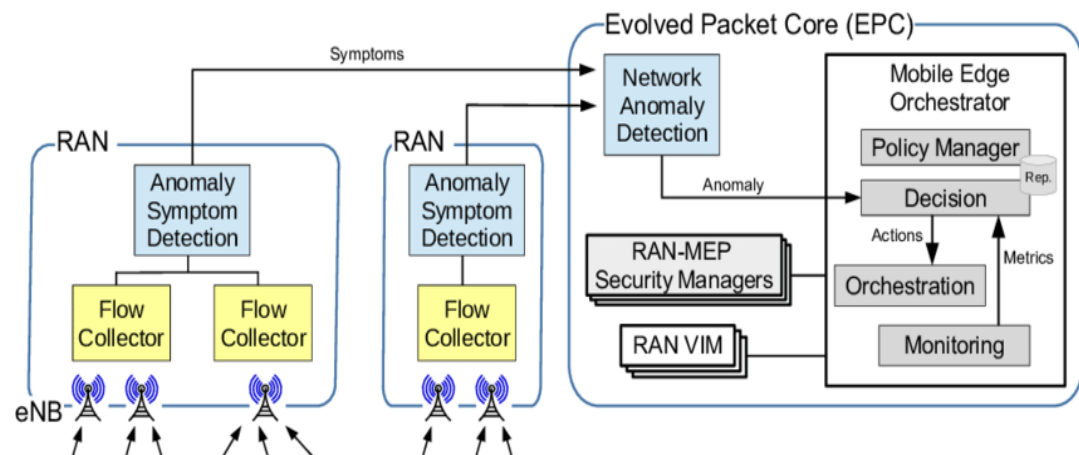 Evolved Packet Core (EPC)
Symptoms
Network
Anomaly
Detection
Mobile Edge
Orchestrator
RAN
RAN
Policy Manager
Rep.
Anomaly
Symptom
Detection
Anomaly
Symptom
Detection
Anomaly
Decision
Actions
Metrics
RAN-MEP
Security Managers
Orchestration
Flow
Collector
Flow
Collector
Flow
Collector
RAN VIM
Monitoring
eNB